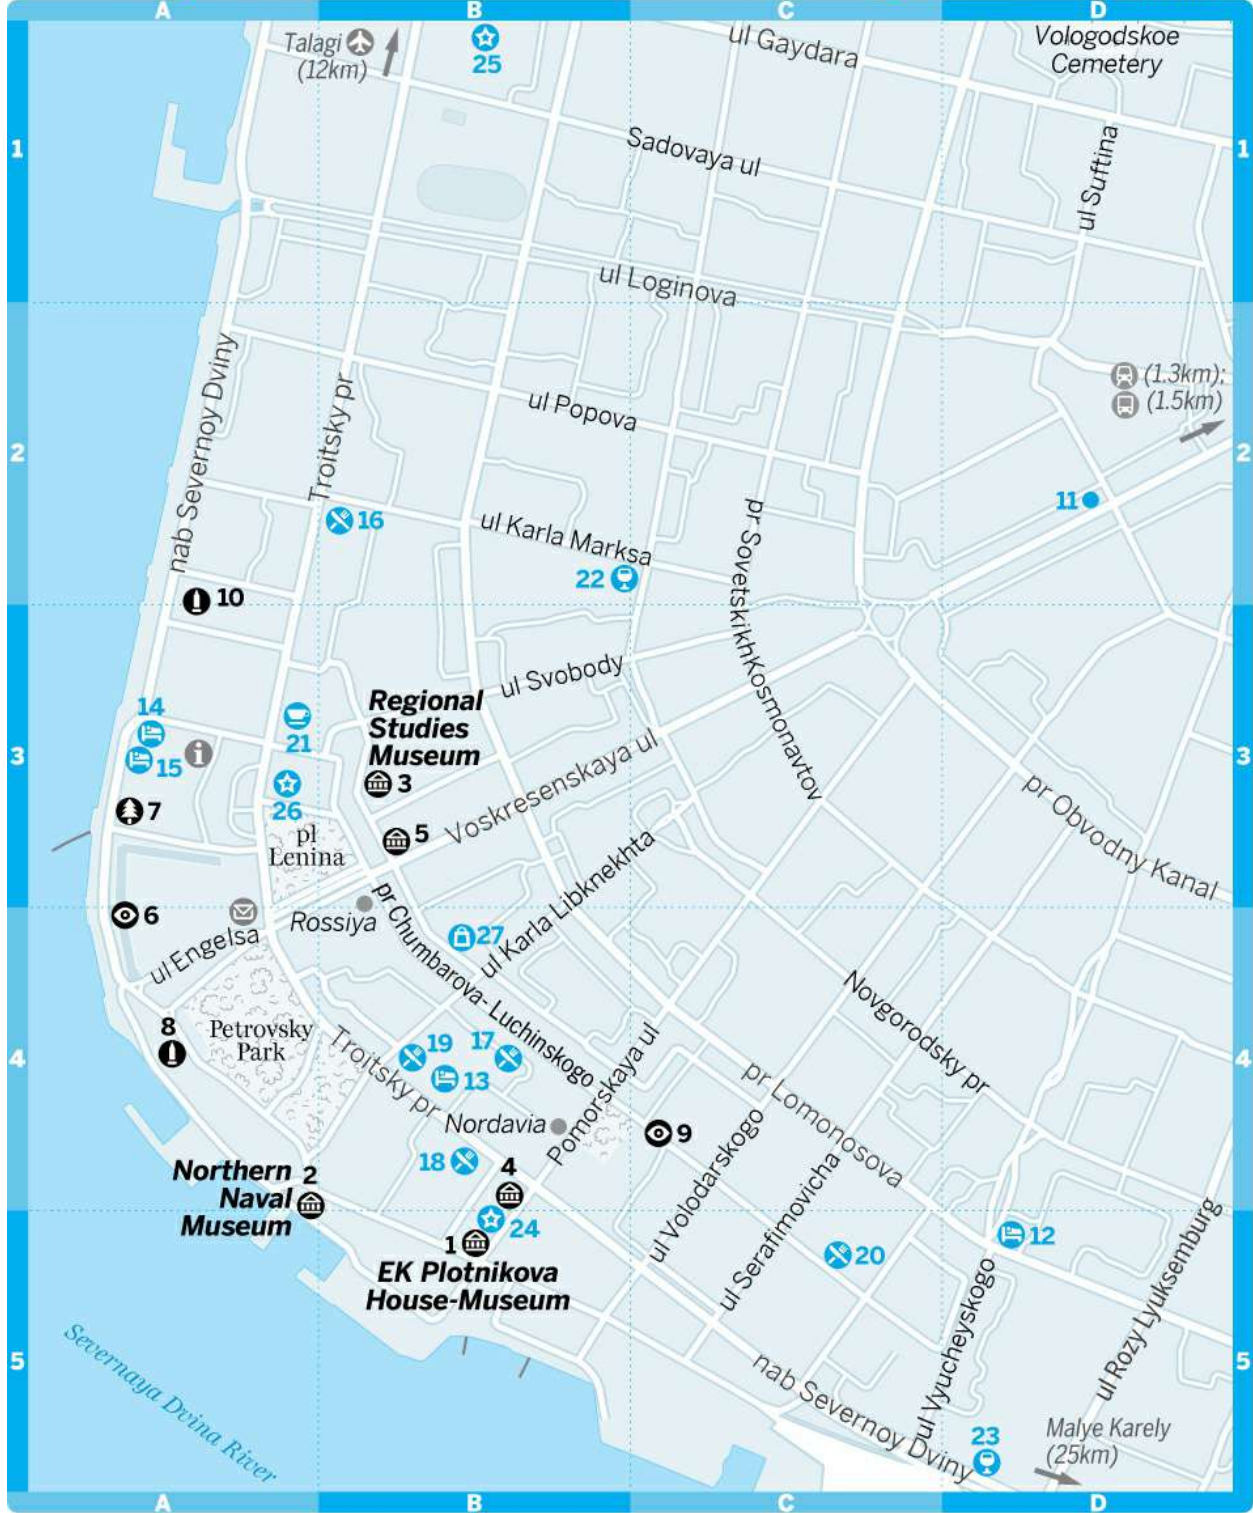 A
B
C
D
Talagi
(12km)
25
ul Gaydara
Vologodskoe
Cemetery
1
1
Sadovaya ul
ul Suftina
ul Loginova
nab Severnoy Dviny
Troitsky pr
ul Popova
(1.3km);
(1.5km)
2
2
16
ul Karla Marksa
22
pr Sovetskikh Kosmonavtov
11
10
ul Svobody
14
15
21
26
Regional
Studies
Museum
3
3
3
7
5
Voskresenskaya ul
pl
Lenina
pr Obvodny Kanal
6
Rossiya
ul Engelsa
27
pr Chumbarova-Luchinskogo
ul Karla Libknekhta
Novgorodsky pr
8
Petrovsky
Park
4
4
Troitsky pr
19
17
13
Pomorskaya ul
pr Lomonosova
Nordavia
9
18
4
Northern
Naval
Museum
2
24
1
EK Plotnikova
House-Museum
ul Volodarskogo
ul Serafimovicha
20
12
ul Vyucheyskogo
ul Rozy Lyuksemburg
5
5
Severnaya Dvina River
nab Severnoy Dviny
23
Malye Karely
(25km)
A
B
C
D